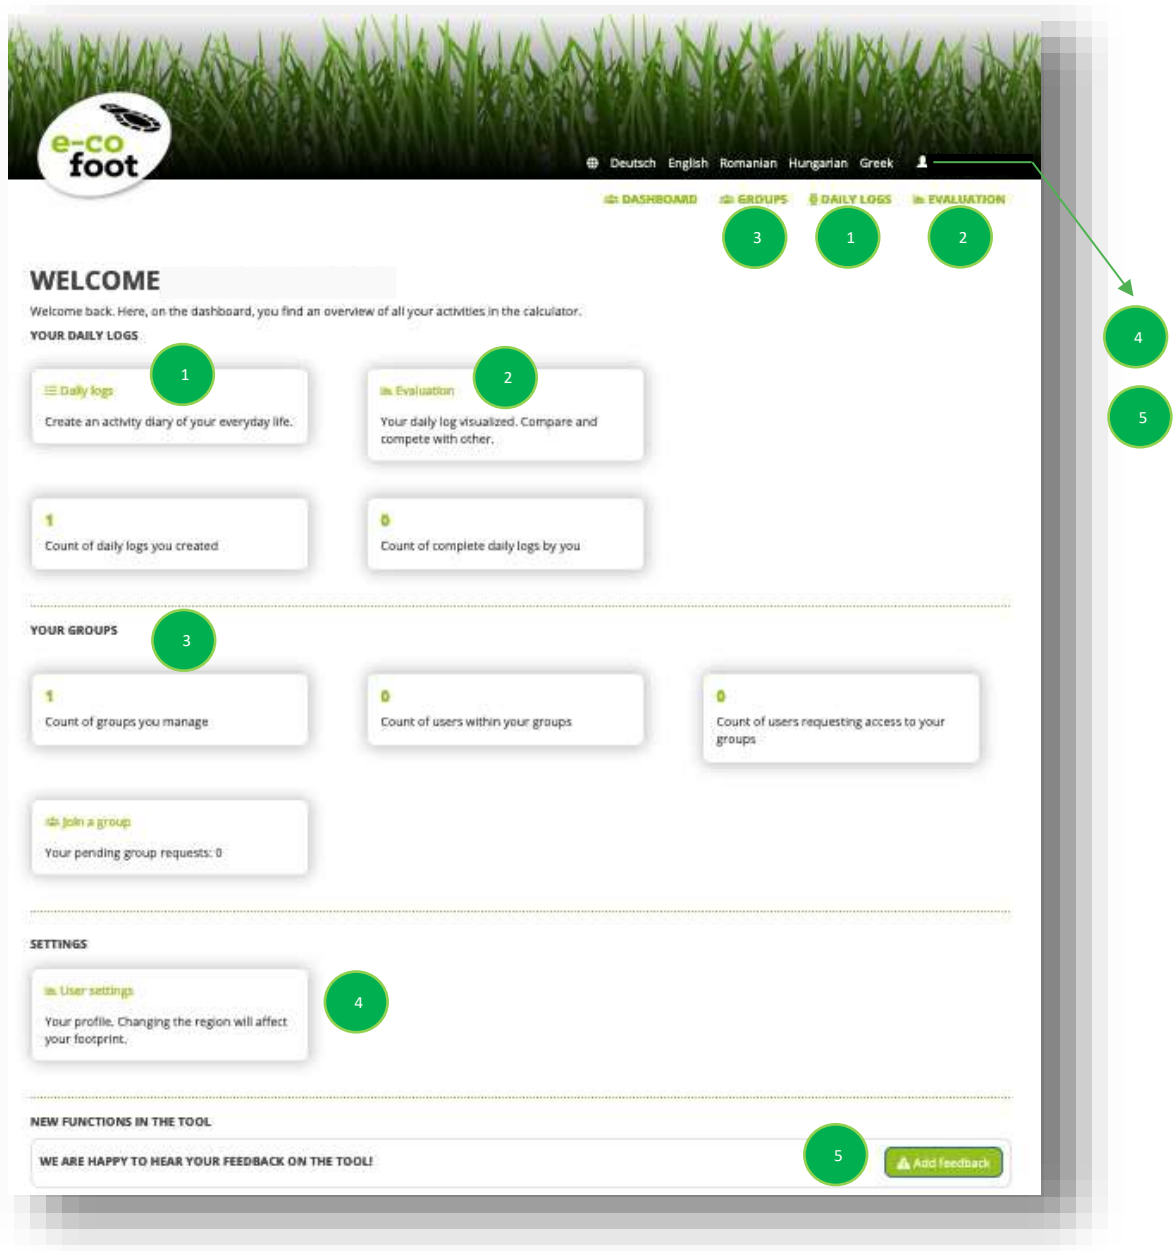 e-co
foot
Deutsch English Romanian Hungarian Greek
DASHBOARD GROUPS DAILY LOGS EVALUATION
3 1 2
WELCOME
Welcome back. Here, on the dashboard, you find an overview of all your activities in the calculator.
YOUR DAILY LOGS
4
1 2
Daily logs Evaluation
Create an activity diary of your everyday life. Your daily log visualized. Compare and
compete with other.
5
1 0
Count of daily logs you created Count of complete daily logs by you
YOUR GROUPS
3
1 0 0
Count of groups you manage Count of users within your groups Count of users requesting access to your
groups
Join a group
Your pending group requests: 0
SETTINGS
User settings
4
Your profile. Changing the region will affect
your footprint.
NEW FUNCTIONS IN THE TOOL
WE ARE HAPPY TO HEAR YOUR FEEDBACK ON THE TOOL! 5 Add feedback